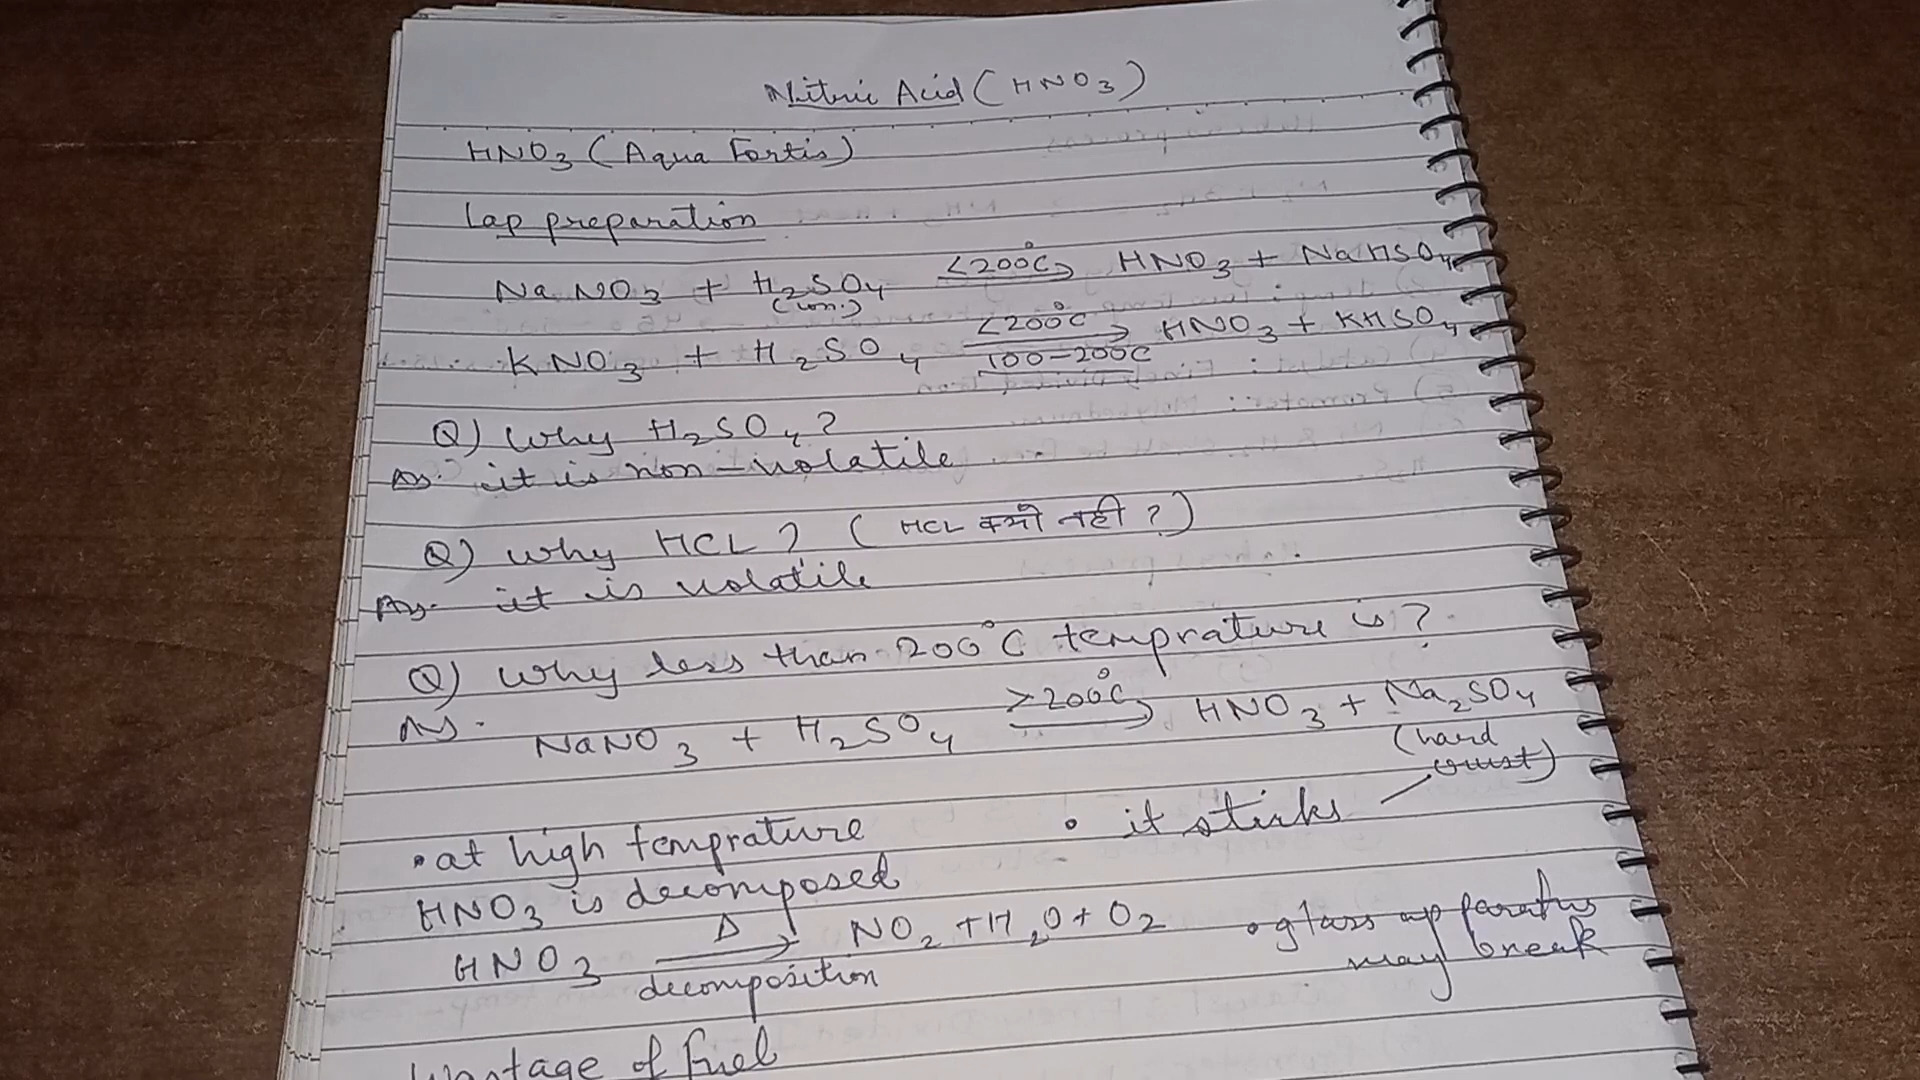 Nitric Acid (HNO3)
HNO3 (Aqua Fortis)
Lap preparation
NaNO3 + H2SO4 <200°C HNO3 + NaHSO4
(con.)
KNO3 + H2SO4 <200°C HNO3 + KHSO4
100-200C
Q) Why H2SO4?
Ans. it is non-volatile
Q) Why HCL? (HCL क्यों नही ?)
Ans. it is volatile
Q) Why less than 200°C temprature is?
Ans. NaNO3 + H2SO4 >200°C HNO3 + Na2SO4
(hard
crust)
• at high temprature • it sticks
HNO3 is decomposed
HNO3 Δ NO2 + H2O + O2 • glass apparatus
decomposition may break
Wastage of fuel